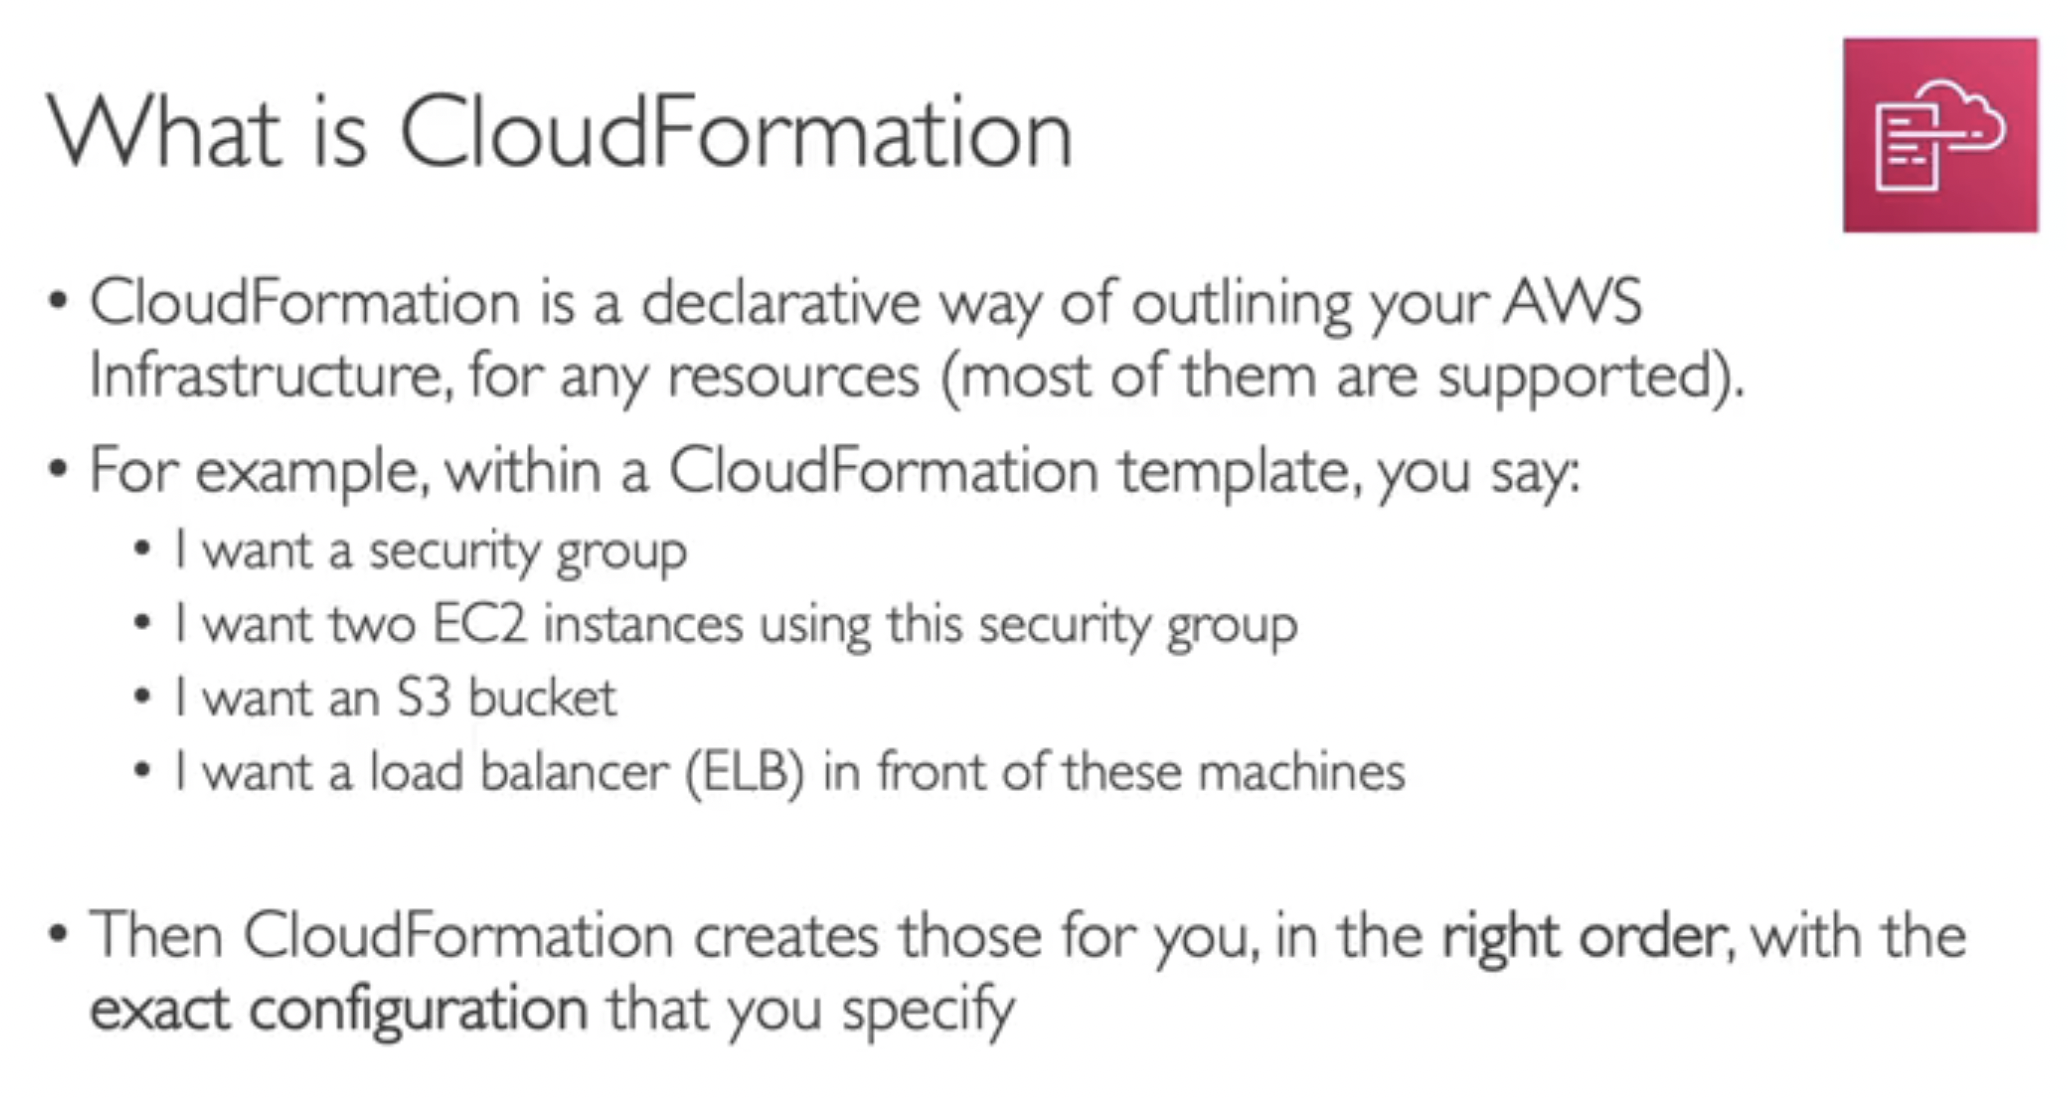 What is CloudFormation
• CloudFormation is a declarative way of outlining your AWS
Infrastructure, for any resources (most of them are supported).
• For example, within a CloudFormation template, you say:
• I want a security group
• I want two EC2 instances using this security group
• I want an S3 bucket
• I want a load balancer (ELB) in front of these machines
• Then CloudFormation creates those for you, in the right order, with the
exact configuration that you specify